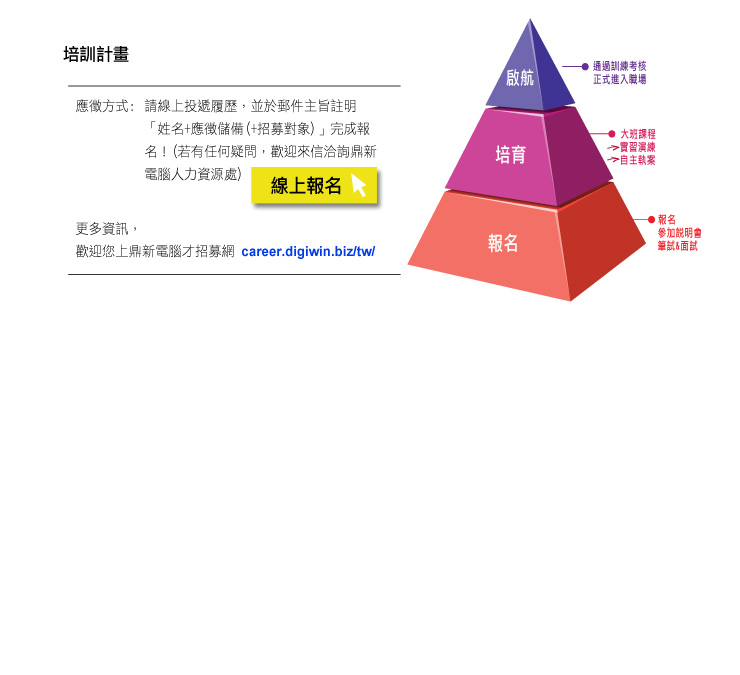 培訓計畫
應徵方式: 請線上投遞履歷，並於郵件主旨註明
「姓名+應徵儲備(+招募對象)」完成報
名！(若有任何疑問，歡迎來信洽詢鼎新
電腦人力資源處)
線上報名
更多資訊，
歡迎您上鼎新電腦才招募網 career.digiwin.biz/tw/
啟航
通過訓練考核
正式進入職場
培育
大班課程
實習演練
自主執案
報名
報名
參加說明會
筆試&面試